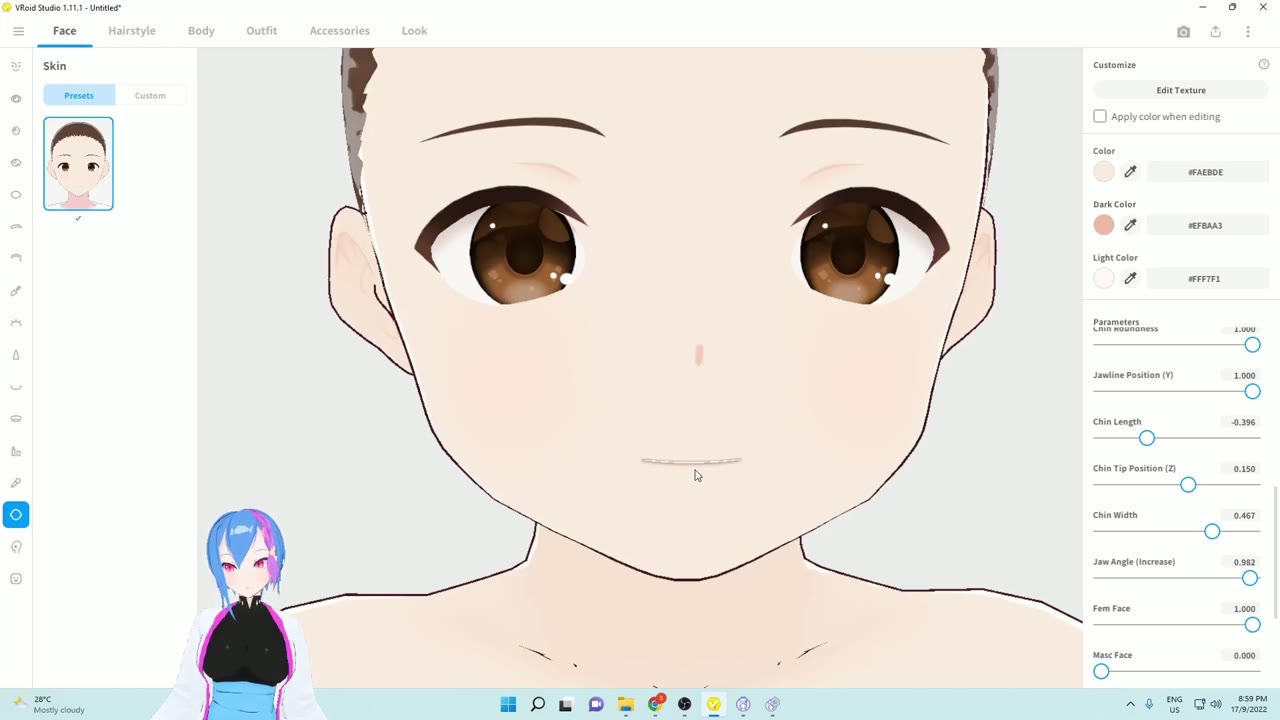 VRoid Studio 1.11.1 - Untitled*
Face Hairstyle Body Outfit Accessories Look
Skin
Presets Custom
Customize
Edit Texture
Apply color when editing
Color
#FAEBDE
Dark Color
#EFBAA3
Light Color
#FFF7F1
Parameters
Chin Roundness 1.000
Jawline Position (Y) 1.000
Chin Length -0.396
Chin Tip Position (Z) 0.150
Chin Width 0.467
Jaw Angle (Increase) 0.982
Fem Face 1.000
Masc Face 0.000
28°C
Mostly cloudy
ENG
US
8:59 PM
17/9/2022